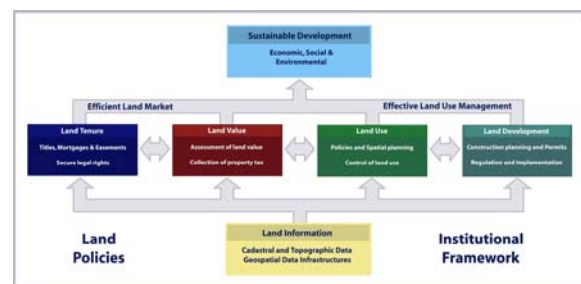 Sustainable Development
Economic, Social &
Environmental
Efficient Land Market
Effective Land Use Management
Land Tenure
Titles, Mortgages & Easements
Secure legal rights
Land Value
Assessment of land value
Collection of property tax
Land Use
Policies and Spatial planning
Control of land use
Land Development
Construction planning and Permits
Regulation and Implementation
Land Information
Cadastral and Topographic Data
Geospatial Data Infrastructures
Land
Policies
Institutional
Framework